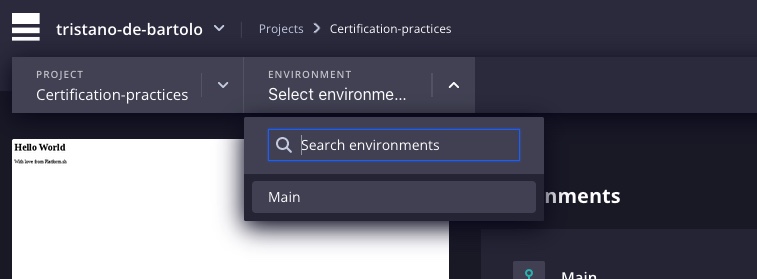 tristano-de-bartolo
Projects > Certification-practices
PROJECT
Certification-practices
ENVIRONMENT
Select environme...
Search environments
Main
Hello World
With love from Platform.sh
nments
Main